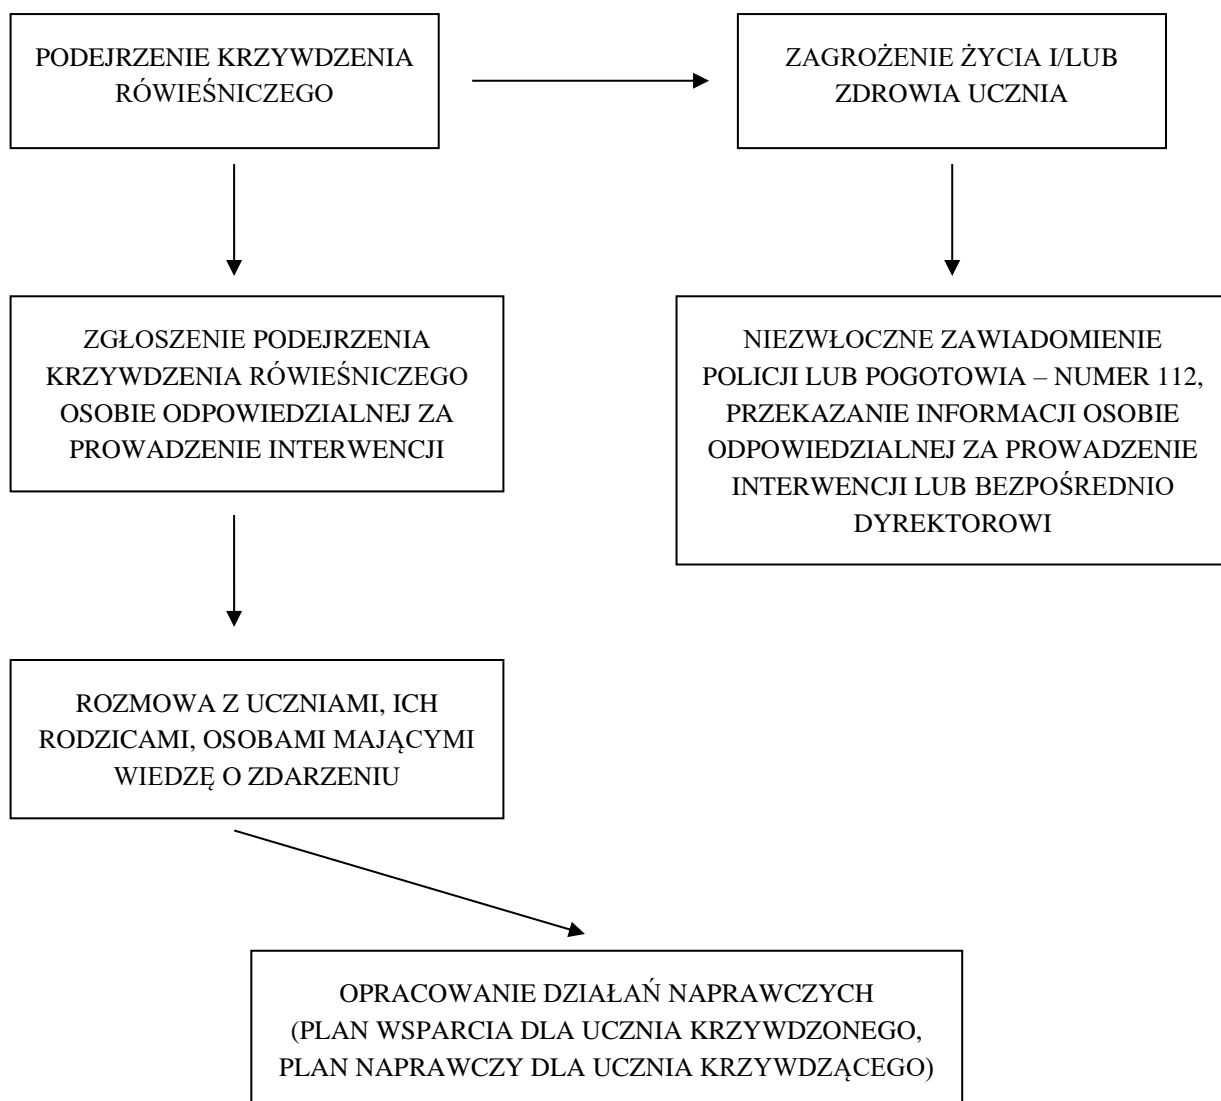 PODEJRZENIE KRZYWDZENIA
RÓWIEŚNICZEGO
ZAGROŻENIE ŻYCIA I/LUB
ZDROWIA UCZNIA
ZGŁOSZENIE PODEJRZENIA
KRZYWDZENIA RÓWIEŚNICZEGO
OSOBIE ODPOWIEDZIALNEJ ZA
PROWADZENIE INTERWENCJI
NIEZWŁOCZNE ZAWIADOMIENIE
POLICJI LUB POGOTOWIA – NUMER 112,
PRZEKAZANIE INFORMACJI OSOBIE
ODPOWIEDZIALNEJ ZA PROWADZENIE
INTERWENCJI LUB BEZPOŚREDNIO
DYREKTOROWI
ROZMOWA Z UCZNIAMI, ICH
RODZICAMI, OSOBAMI MAJĄCYMI
WIEDZĘ O ZDARZENIU
OPRACOWANIE DZIAŁAŃ NAPRAWCZYCH
(PLAN WSPARCIA DLA UCZNIA KRZYWDZONEGO,
PLAN NAPRAWCZY DLA UCZNIA KRZYWDZĄCEGO)